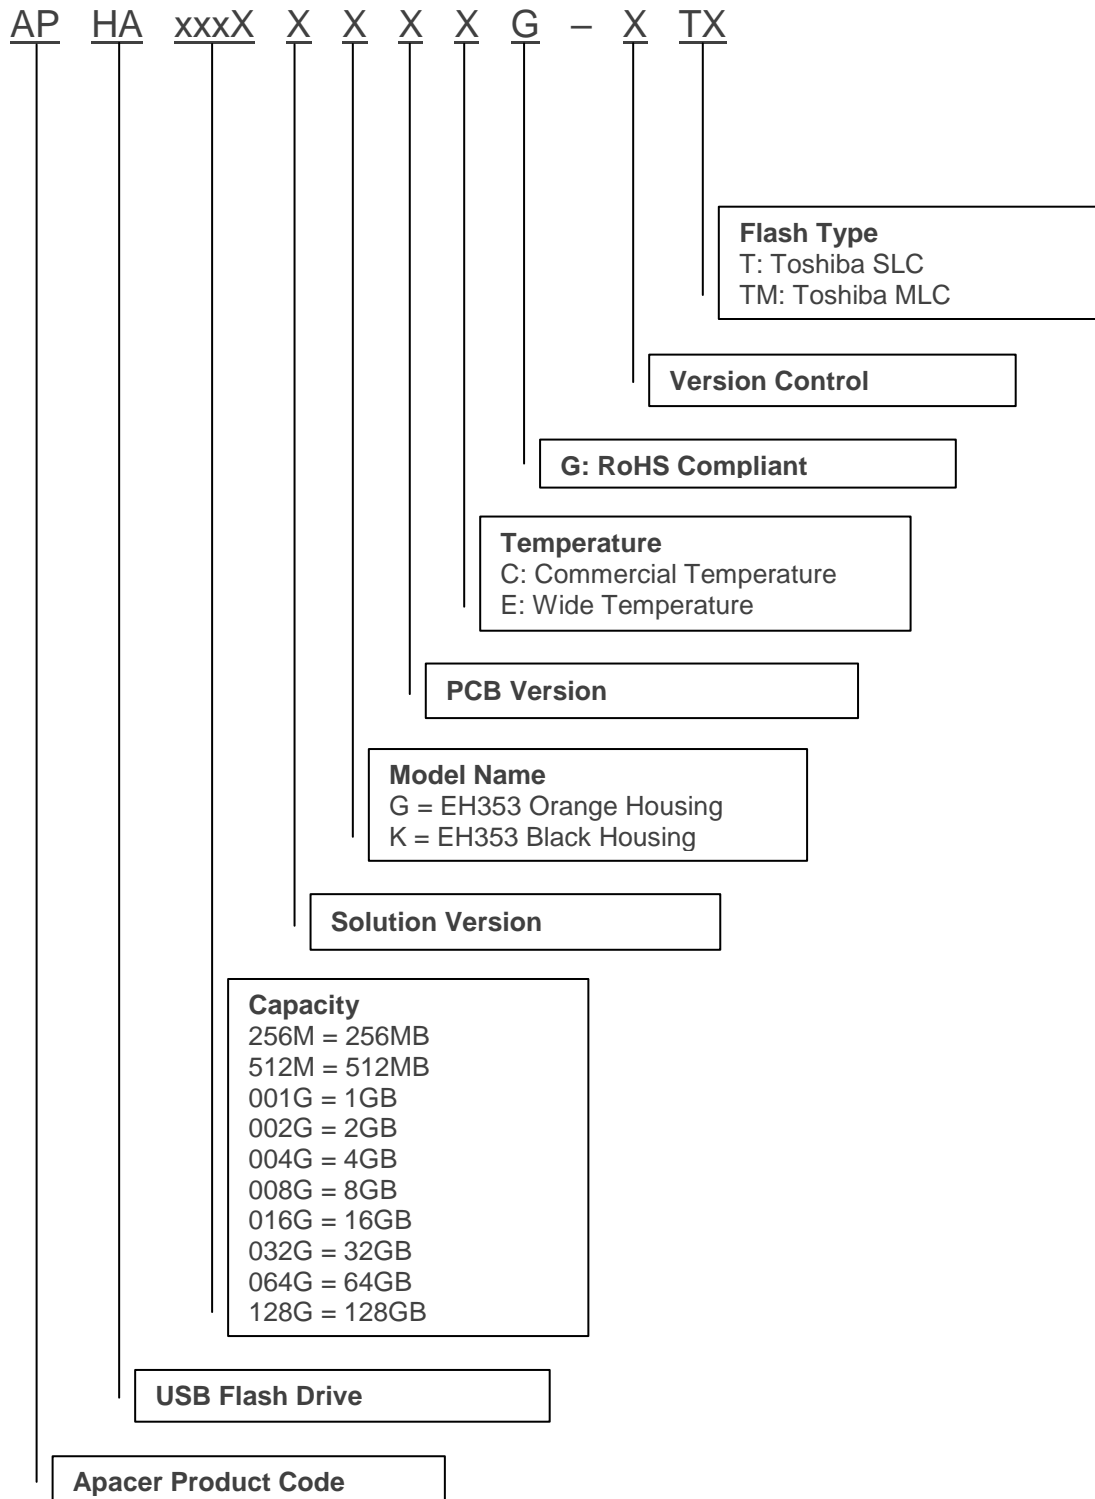 AP HA xxxX X X X X G – X TX
Flash Type
T: Toshiba SLC
TM: Toshiba MLC
Version Control
G: RoHS Compliant
Temperature
C: Commercial Temperature
E: Wide Temperature
PCB Version
Model Name
G = EH353 Orange Housing
K = EH353 Black Housing
Solution Version
Capacity
256M = 256MB
512M = 512MB
001G = 1GB
002G = 2GB
004G = 4GB
008G = 8GB
016G = 16GB
032G = 32GB
064G = 64GB
128G = 128GB
USB Flash Drive
Apacer Product Code